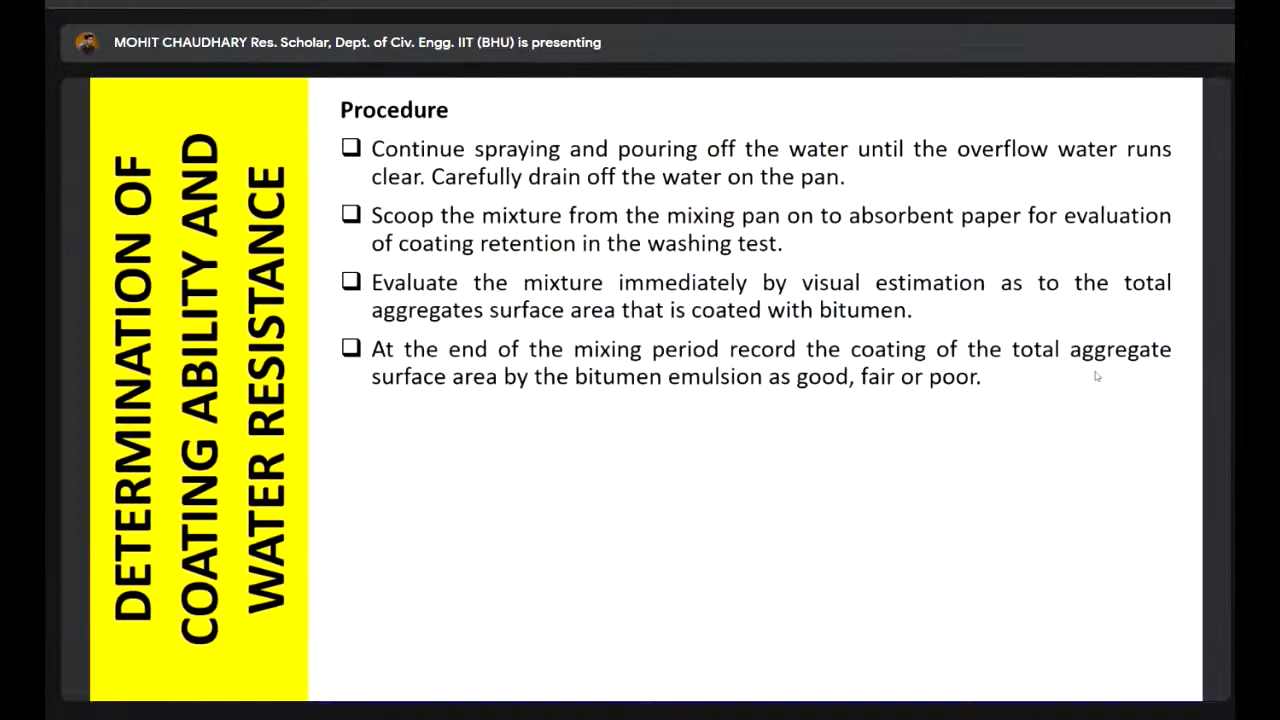 MOHIT CHAUDHARY Res. Scholar, Dept. of Civ. Engg. IIT (BHU) is presenting
DETERMINATION OF
COATING ABILITY AND
WATER RESISTANCE
Procedure
❑ Continue spraying and pouring off the water until the overflow water runs
clear. Carefully drain off the water on the pan.
❑ Scoop the mixture from the mixing pan on to absorbent paper for evaluation
of coating retention in the washing test.
❑ Evaluate the mixture immediately by visual estimation as to the total
aggregates surface area that is coated with bitumen.
❑ At the end of the mixing period record the coating of the total aggregate
surface area by the bitumen emulsion as good, fair or poor.